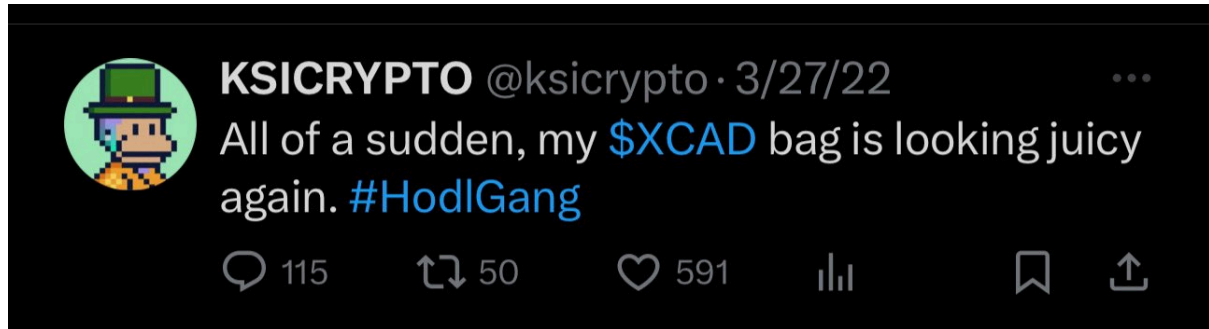 KSICRYPTO @ksicrypto · 3/27/22
All of a sudden, my $XCAD bag is looking juicy
again. #HodlGang
115 50 591